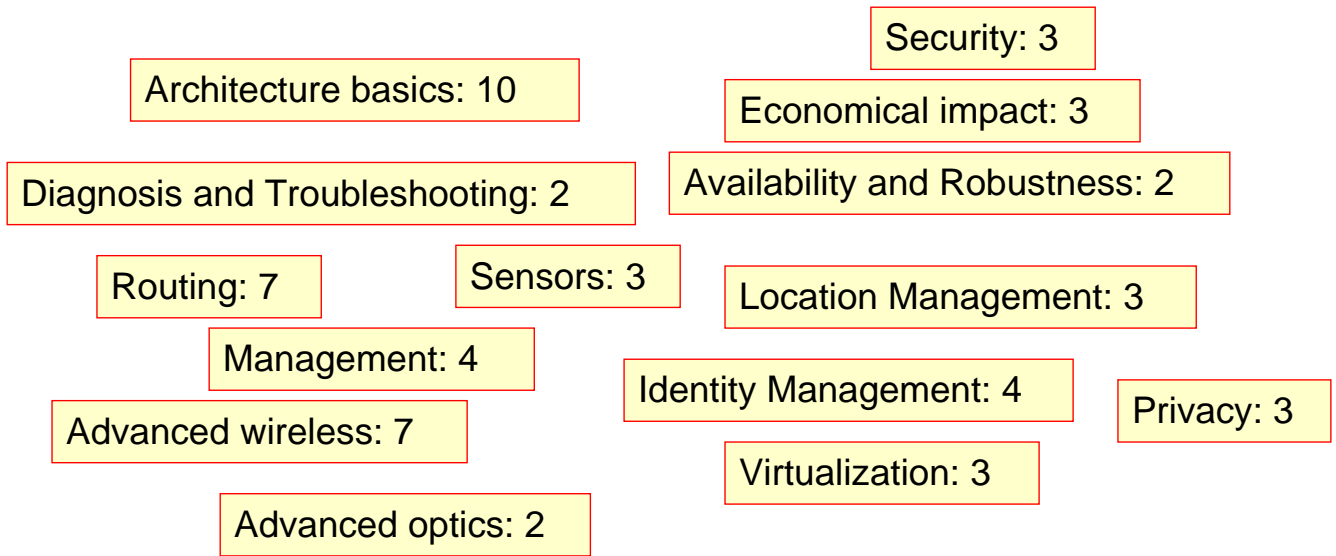 Security: 3
Architecture basics: 10
Economical impact: 3
Diagnosis and Troubleshooting: 2
Availability and Robustness: 2
Routing: 7
Sensors: 3
Location Management: 3
Management: 4
Identity Management: 4
Privacy: 3
Advanced wireless: 7
Virtualization: 3
Advanced optics: 2